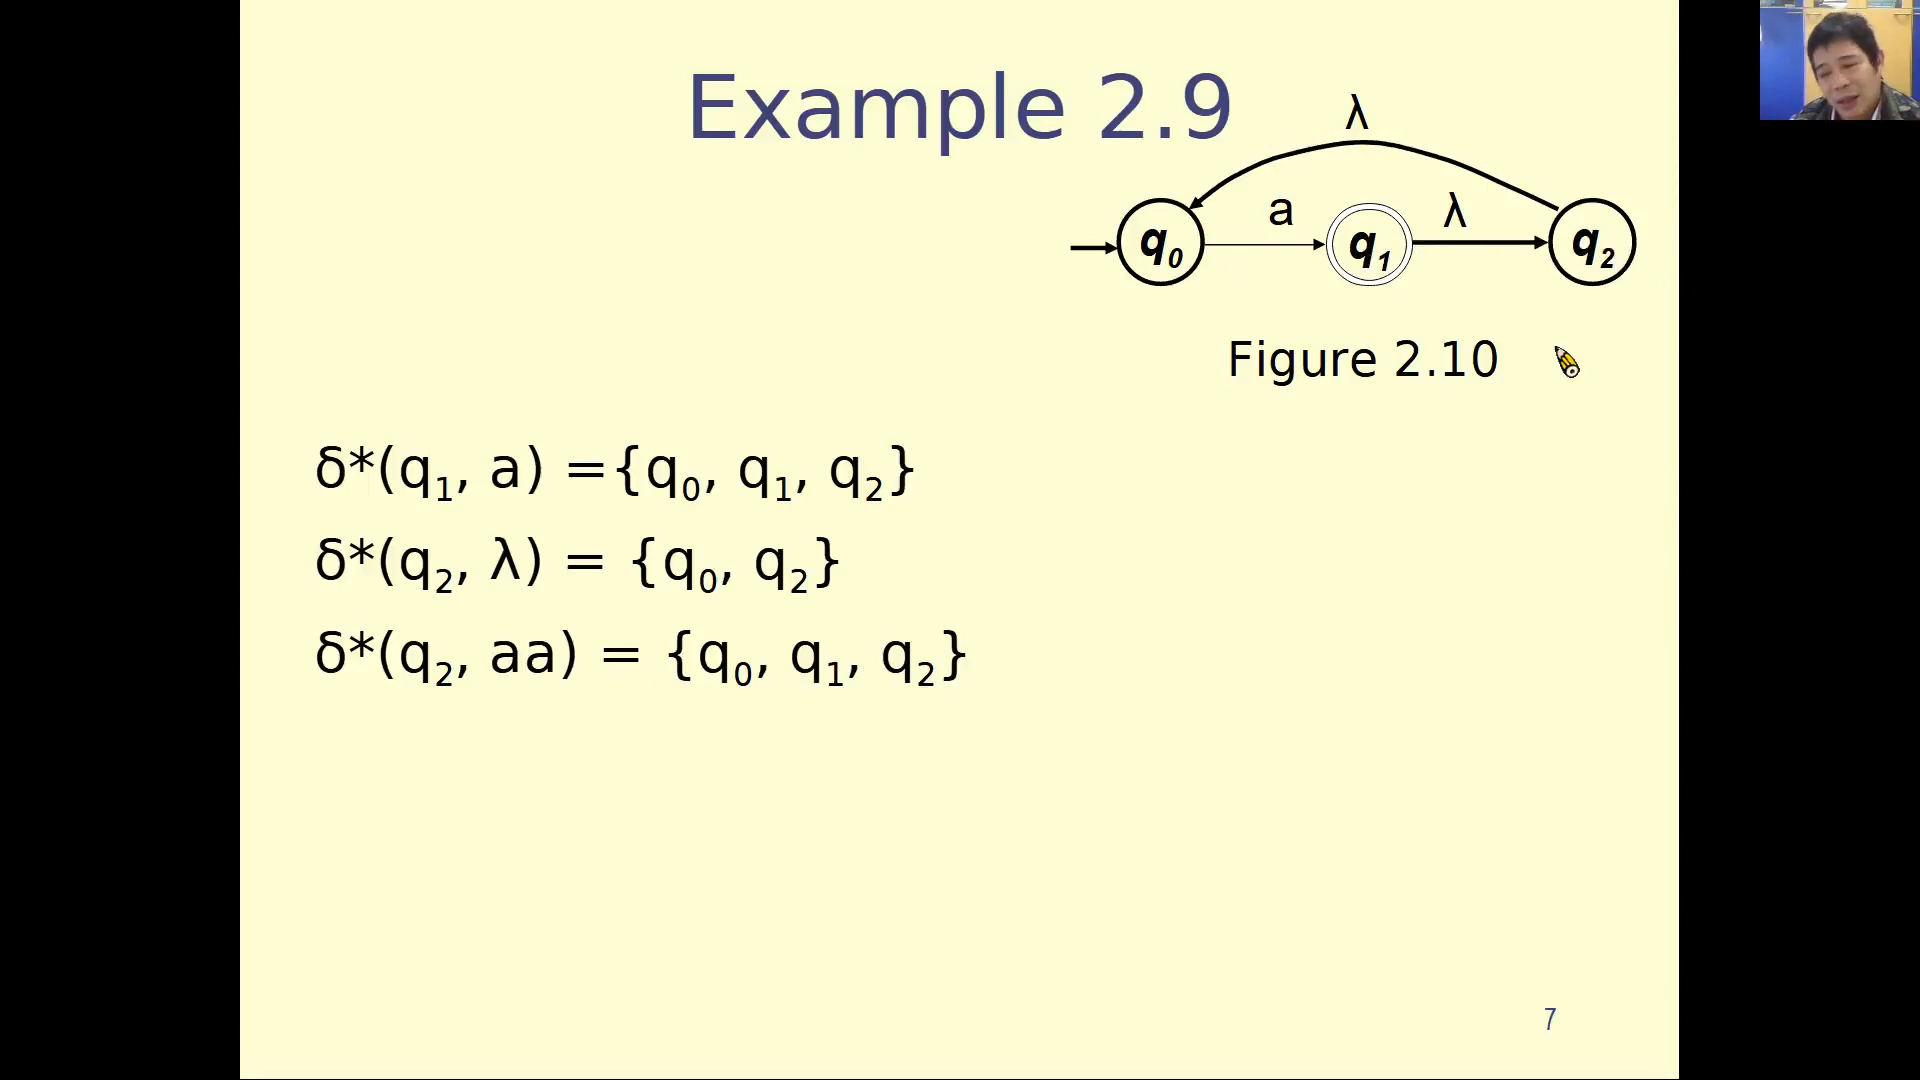 Example 2.9
λ
a
λ
q0
q1
q2
Figure 2.10
δ*(q1, a) ={q0, q1, q2}
δ*(q2, λ) = {q0, q2}
δ*(q2, aa) = {q0, q1, q2}
7